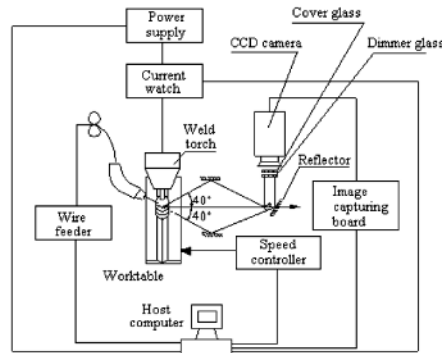 Power
supply
Cover glass
CCD camera
Dimmer glass
Current
watch
Weld
torch
Reflector
40°
40°
Wire
feeder
Image
capturing
board
Speed
controller
Worktable
Host
computer